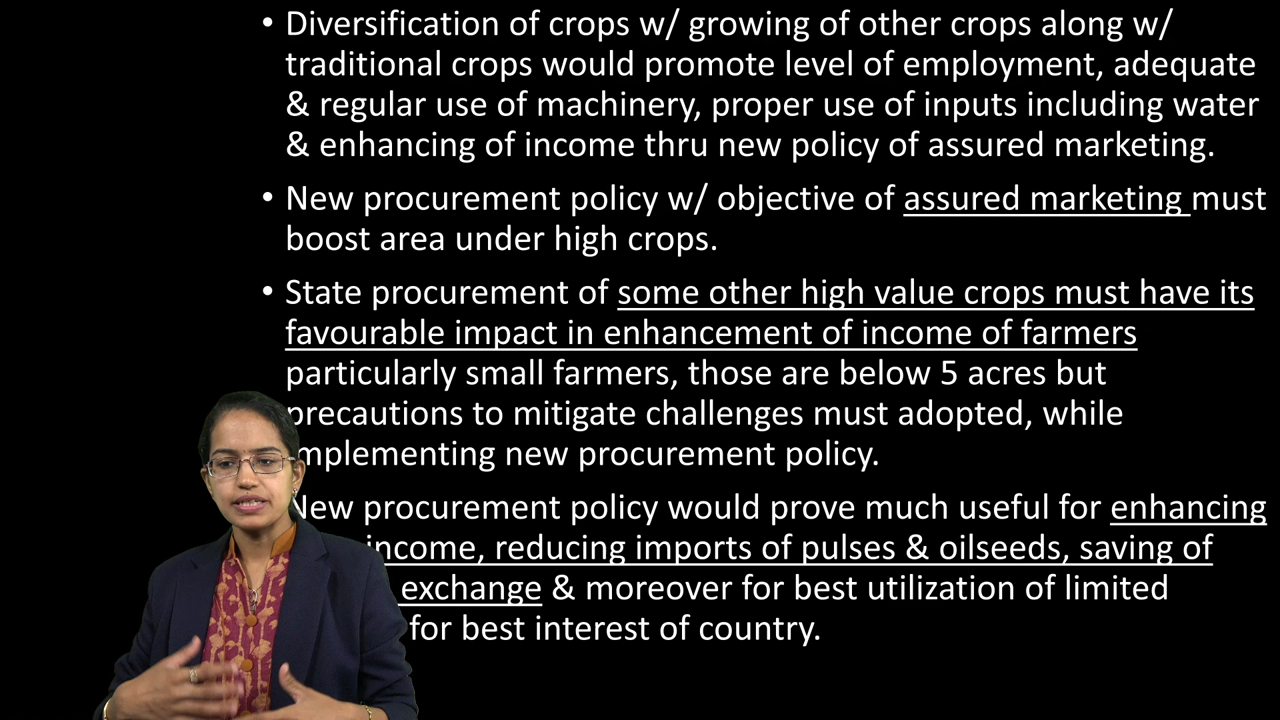 • Diversification of crops w/ growing of other crops along w/
traditional crops would promote level of employment, adequate
& regular use of machinery, proper use of inputs including water
& enhancing of income thru new policy of assured marketing.
• New procurement policy w/ objective of assured marketing must
boost area under high crops.
• State procurement of some other high value crops must have its
favourable impact in enhancement of income of farmers
particularly small farmers, those are below 5 acres but
precautions to mitigate challenges must adopted, while
implementing new procurement policy.
New procurement policy would prove much useful for enhancing
income, reducing imports of pulses & oilseeds, saving of
exchange & moreover for best utilization of limited
for best interest of country.